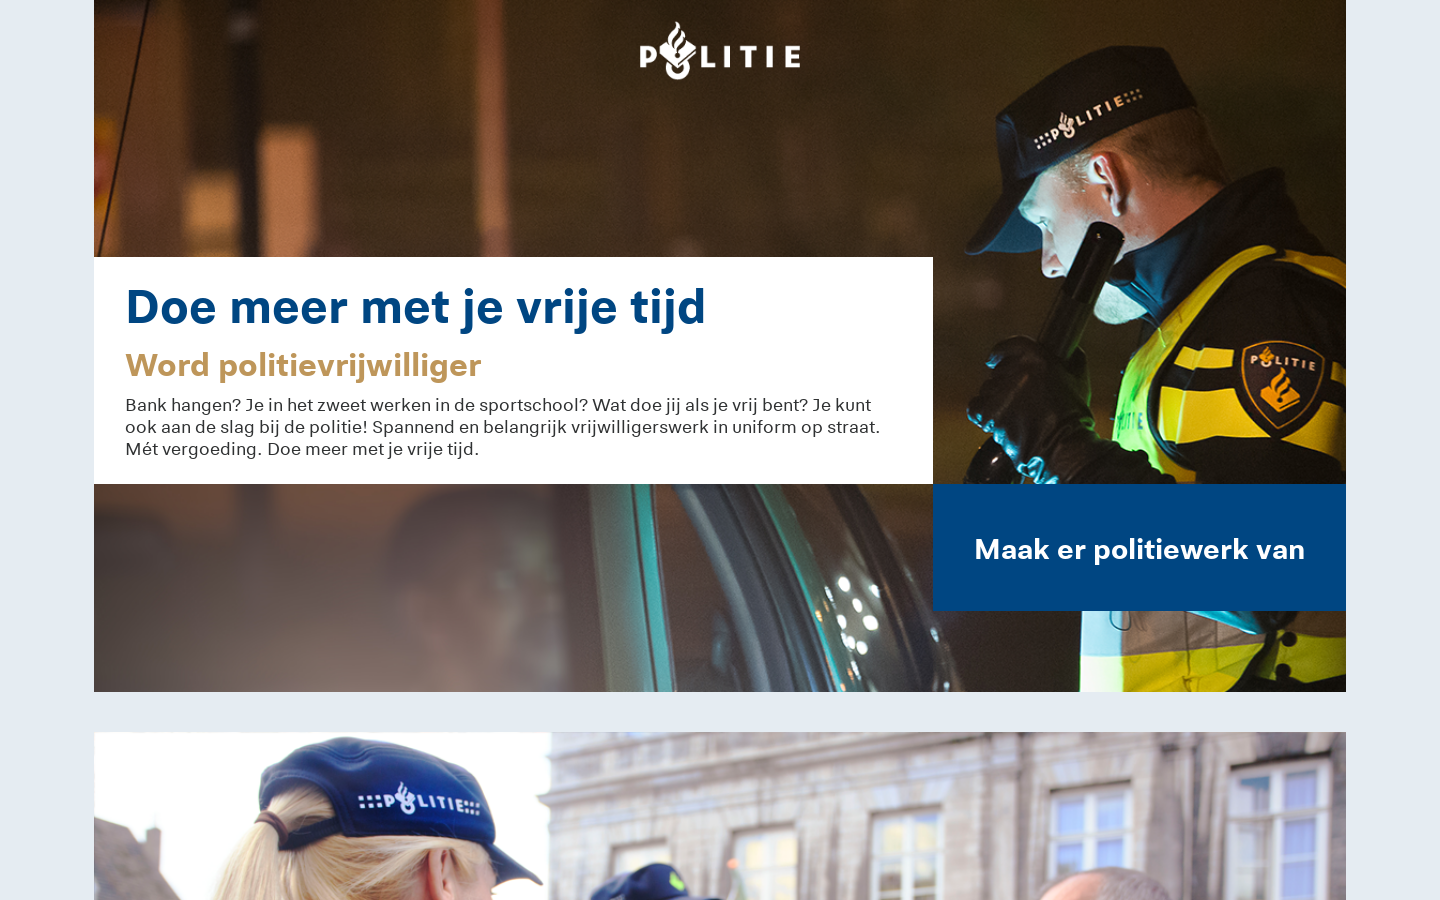 POLITIE
POLITIE
Doe meer met je vrije tijd
Word politievrijwilliger
Bank hangen? Je in het zweet werken in de sportschool? Wat doe jij als je vrij bent? Je kunt
ook aan de slag bij de politie! Spannend en belangrijk vrijwilligerswerk in uniform op straat.
Mét vergoeding. Doe meer met je vrije tijd.
POLITIE
Maak er politiewerk van
POLITIE